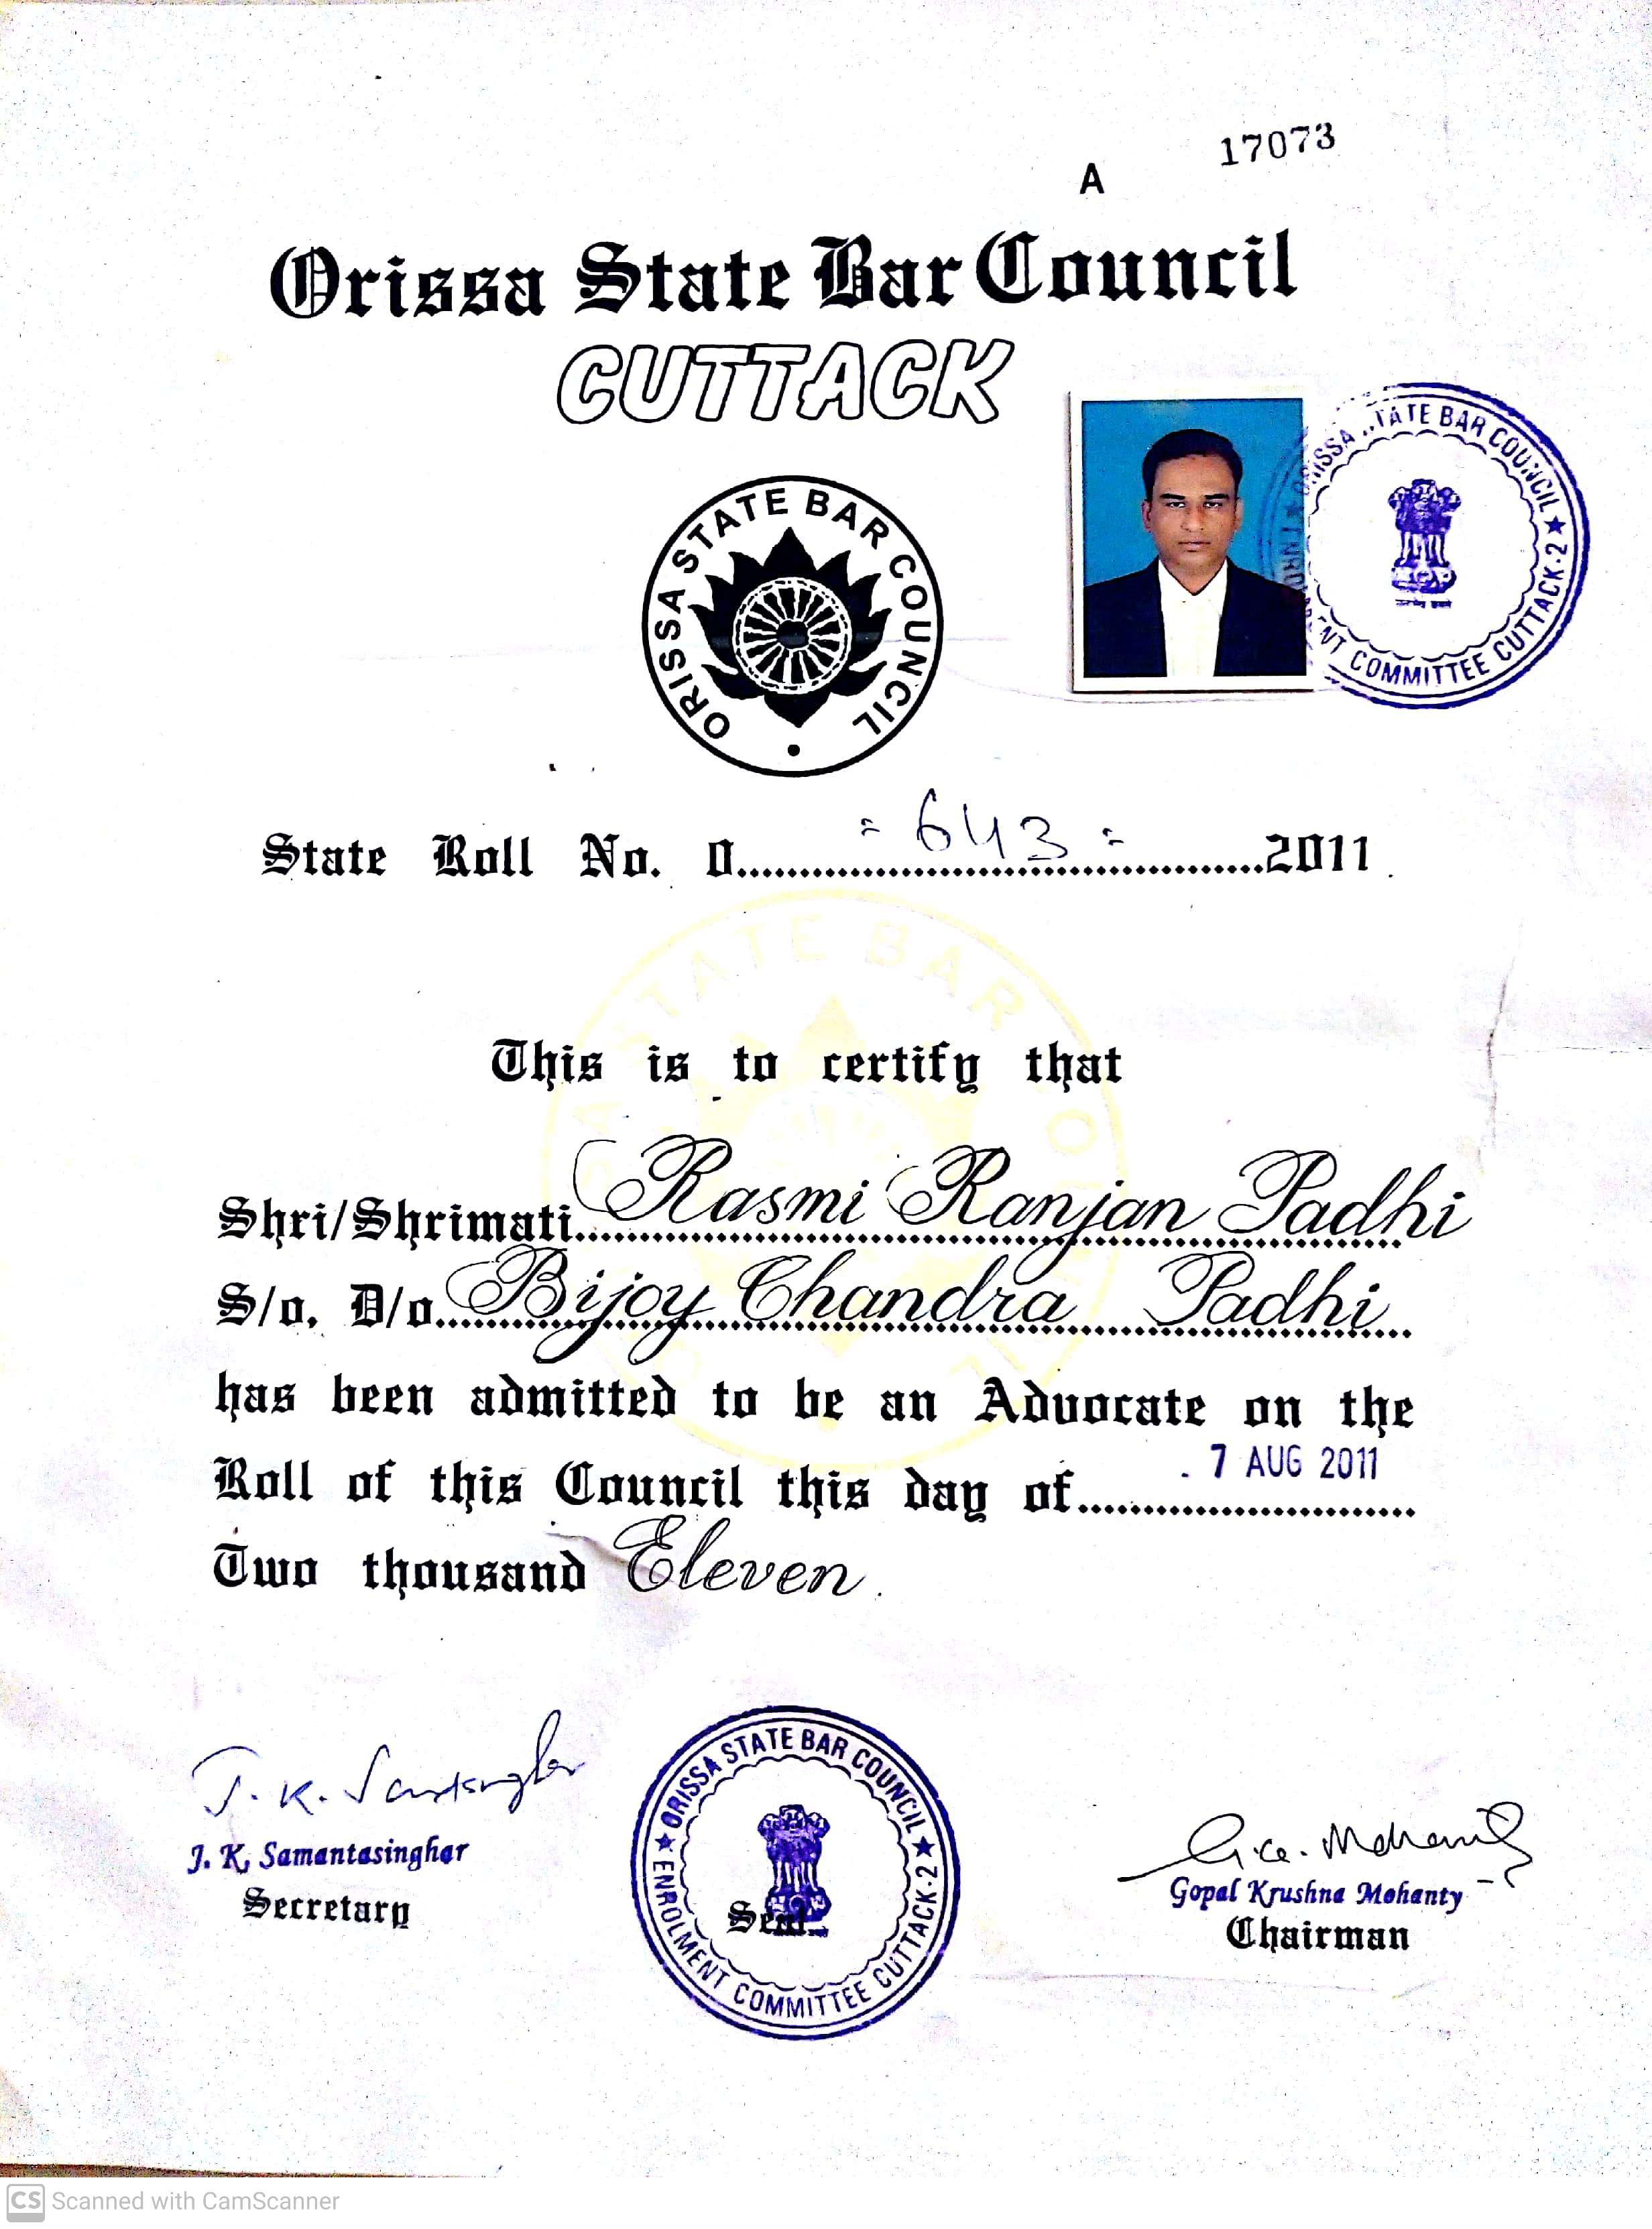 17073
A
Orissa State Bar Council
CUTTACK
ORISSA STATE BAR COUNCIL
ORISSA STATE BAR COUNCIL ★ ENROLMENT COMMITTEE CUTTACK-2 ★
State Roll No. O..........= 643 =..........2011
This is to certify that
Shri/Shrimati Rasmi Ranjan Padhi
S/o. D/o. Bijoy Chandra Padhi
has been admitted to be an Advocate on the
Roll of this Council this day of 7 AUG 2011
Two thousand Eleven.
J. K. Samantasinghar
Secretary
ORISSA STATE BAR COUNCIL ★ ENROLMENT COMMITTEE CUTTACK-2 ★
Seal
Gopal Krushna Mohanty
Chairman
CS Scanned with CamScanner